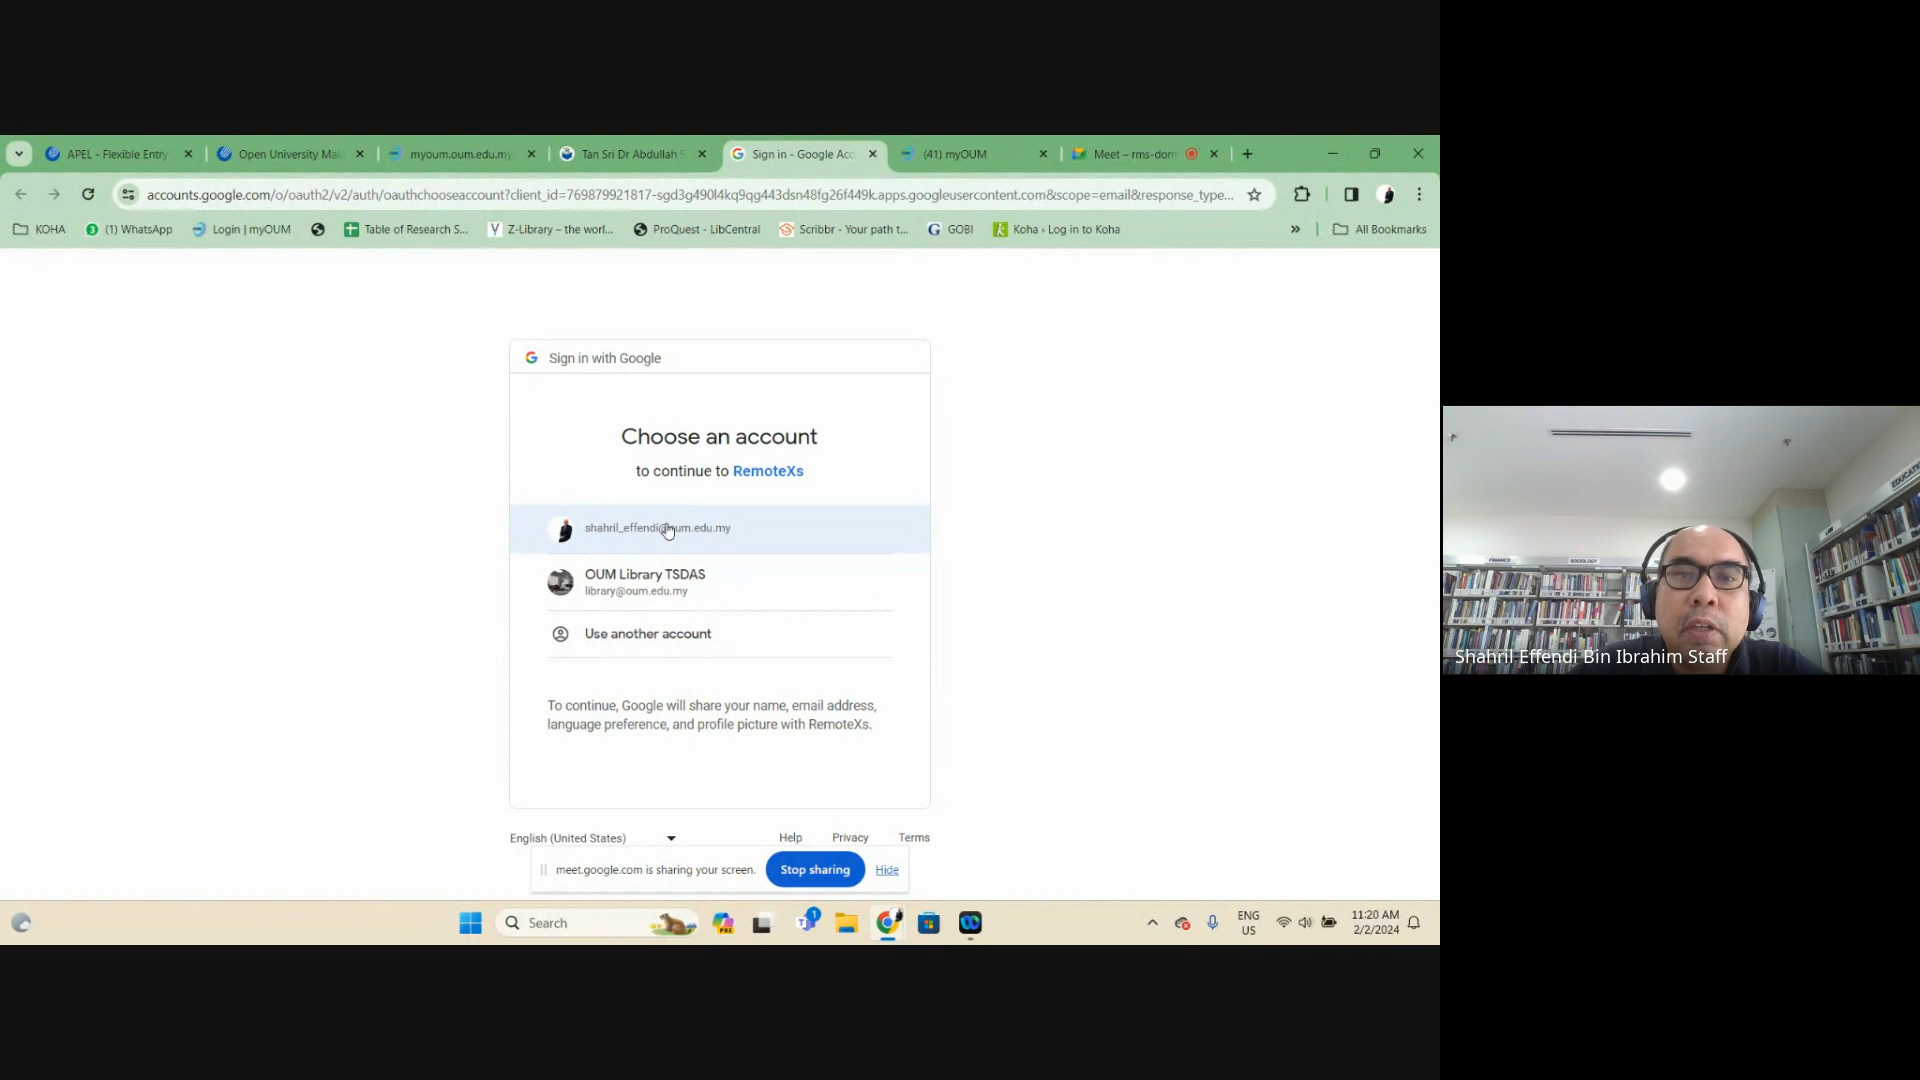 APEL - Flexible Entry
Open University Mal
myoum.oum.edu.my
Tan Sri Dr Abdullah S
Sign in - Google Acc
(41) myOUM
Meet – rms-dom
accounts.google.com/o/oauth2/v2/auth/oauthchooseaccount?client_id=769879921817-sgd3g490l4kq9qg443dsn48fg26f449k.apps.googleusercontent.com&scope=email&response_type...
KOHA
(1) WhatsApp
Login | myOUM
Table of Research S...
Z-Library – the worl...
ProQuest - LibCentral
Scribbr - Your path t...
GOBI
Koha › Log in to Koha
»
All Bookmarks
Sign in with Google
Choose an account
to continue to RemoteXs
shahril_effendi@oum.edu.my
OUM Library TSDAS
library@oum.edu.my
Use another account
To continue, Google will share your name, email address,
language preference, and profile picture with RemoteXs.
English (United States)
Help
Privacy
Terms
meet.google.com is sharing your screen.
Stop sharing
Hide
Search
PRE
1
ENG
US
11:20 AM
2/2/2024
FINANCE
SOCIOLOGY
LAW
EDUCAT
Shahril Effendi Bin Ibrahim Staff